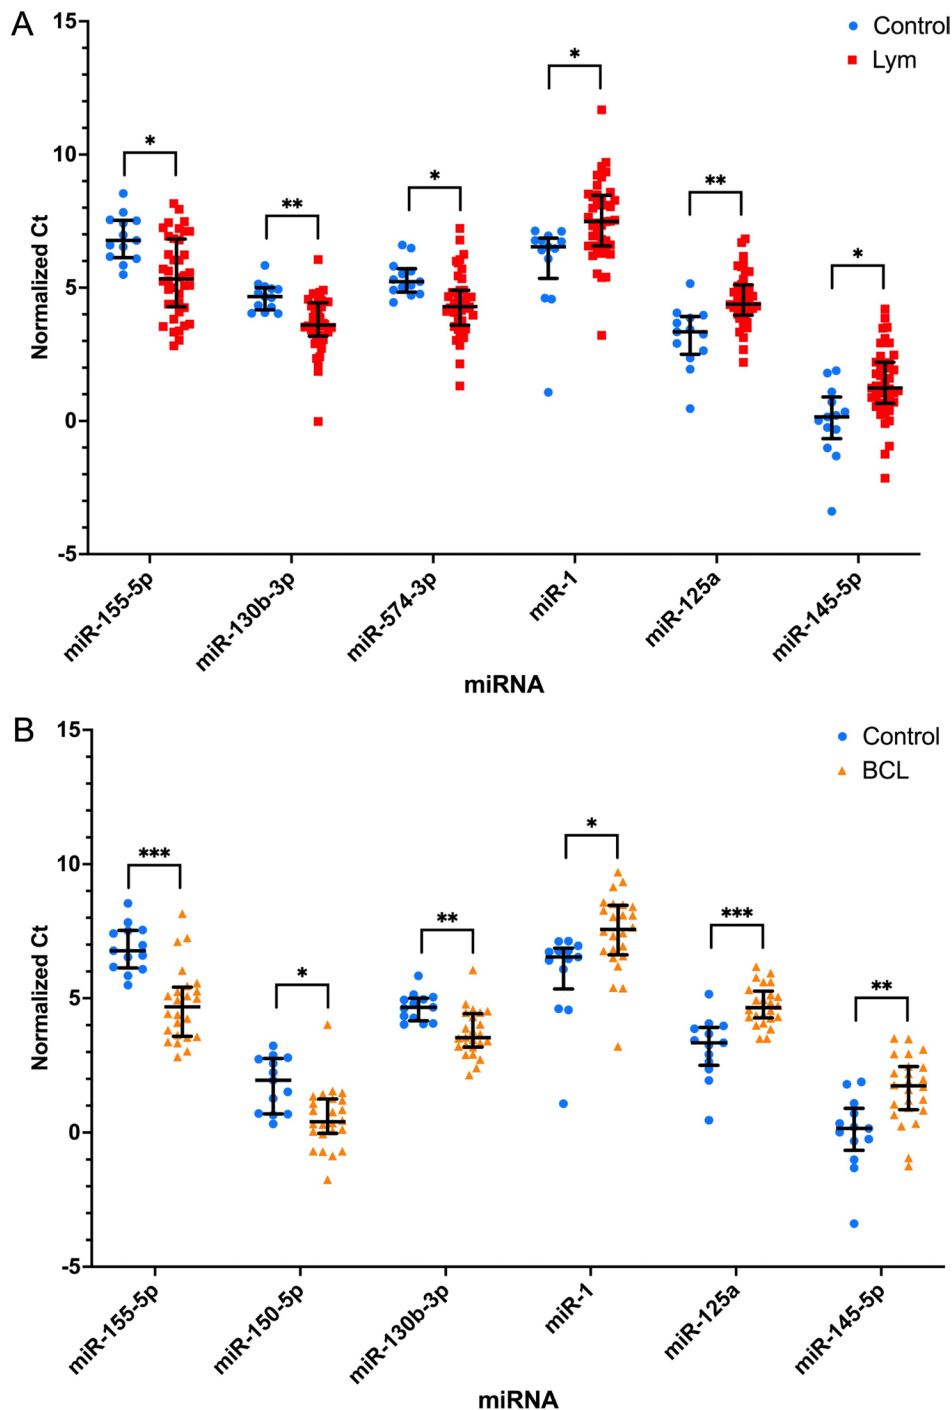 A
15
10
5
0
-5
Normalized Ct
Control
Lym
*
**
*
*
**
*
miR-155-5p
miR-130b-3p
miR-574-3p
miR-1
miR-125a
miR-145-5p
miRNA
B
15
10
5
0
-5
Normalized Ct
Control
BCL
***
*
**
*
***
**
miR-155-5p
miR-150-5p
miR-130b-3p
miR-1
miR-125a
miR-145-5p
miRNA